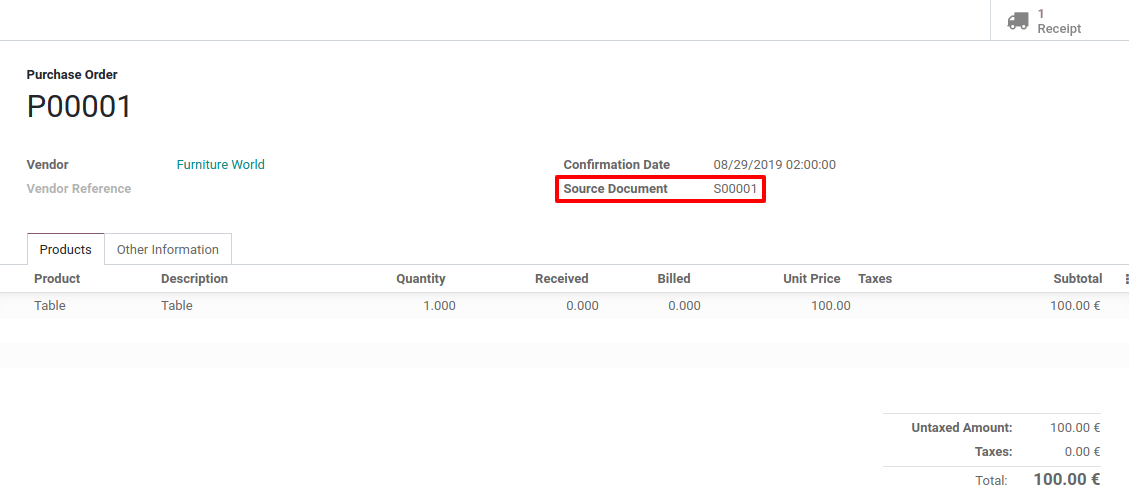 1
Receipt
Purchase Order
P00001
Vendor Furniture World Confirmation Date 08/29/2019 02:00:00
Vendor Reference Source Document S00001
Products Other Information
Product Description Quantity Received Billed Unit Price Taxes Subtotal
Table Table 1.000 0.000 0.000 100.00 100.00 €
Untaxed Amount: 100.00 €
Taxes: 0.00 €
Total: 100.00 €